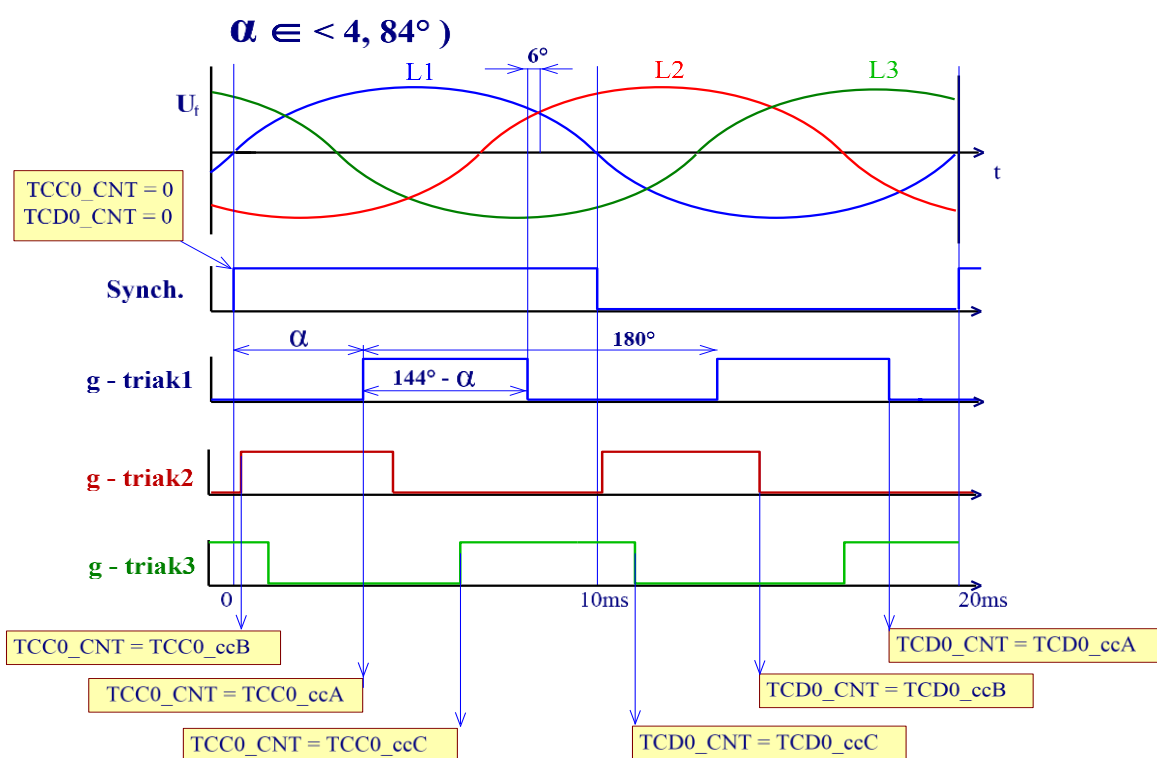 α ∈ < 4, 84° )
6°
L1
L2
L3
Uf
t
TCC0_CNT = 0
TCD0_CNT = 0
Synch.
α
180°
g - triak1
144° - α
g - triak2
g - triak3
0
10ms
20ms
TCC0_CNT = TCC0_ccB
TCD0_CNT = TCD0_ccA
TCC0_CNT = TCC0_ccA
TCD0_CNT = TCD0_ccB
TCC0_CNT = TCC0_ccC
TCD0_CNT = TCD0_ccC